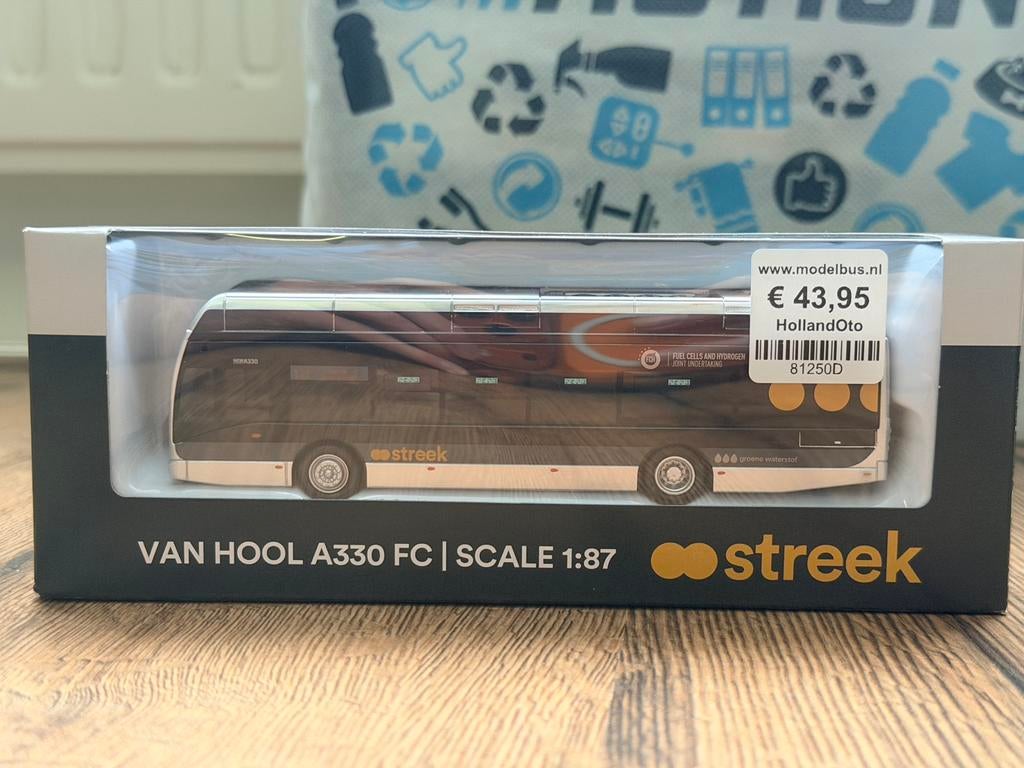 ACTION
www.modelbus.nl
€ 43,95
HollandOto
81250D
FUEL CELLS AND HYDROGEN
JOINT UNDERTAKING
streek
groene waterstof
VAN HOOL A330 FC | SCALE 1:87
streek